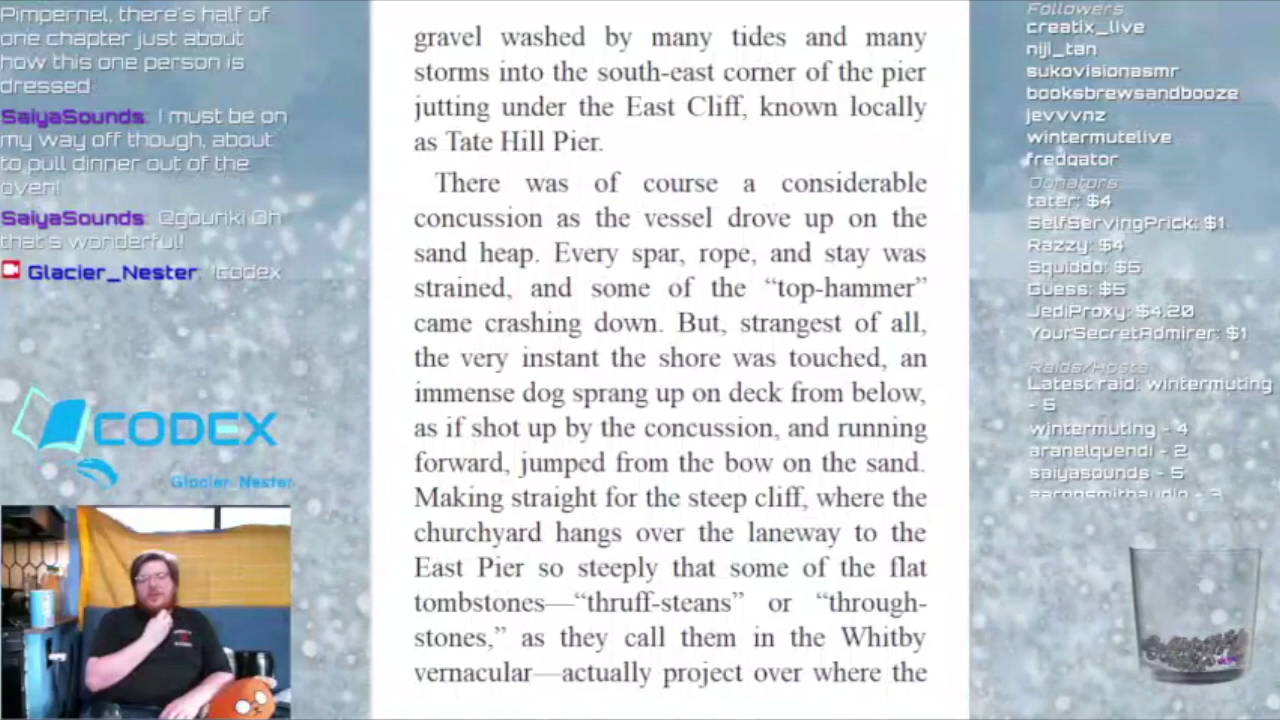 Pimpernel, there's half of
one chapter just about
how this one person is
dressed
SaiyaSounds: I must be on
my way off though, about
to pull dinner out of the
oven!
SaiyaSounds: @gouriki Oh
that's wonderful!
Glacier_Nester: !codex
CODEX
Glacier_Nester
gravel washed by many tides and many
storms into the south-east corner of the pier
jutting under the East Cliff, known locally
as Tate Hill Pier.
There was of course a considerable
concussion as the vessel drove up on the
sand heap. Every spar, rope, and stay was
strained, and some of the “top-hammer”
came crashing down. But, strangest of all,
the very instant the shore was touched, an
immense dog sprang up on deck from below,
as if shot up by the concussion, and running
forward, jumped from the bow on the sand.
Making straight for the steep cliff, where the
churchyard hangs over the laneway to the
East Pier so steeply that some of the flat
tombstones—“thruff-steans” or “through-
stones,” as they call them in the Whitby
vernacular—actually project over where the
Followers
creatix_live
niji_tan
sukovisionasmr
booksbrewsandbooze
jevvvnz
wintermutelive
fredgator
Donators
tater: $4
SelfServingPrick: $1
Razzy: $4
Squiddo: $5
Guess: $5
JediProxy: $4.20
YourSecretAdmirer: $1
Raids/Hosts
Latest raid: wintermuting
- 5
wintermuting - 4
aranelquendi - 2
saiyasounds - 5
aaronsmithaudio - 3